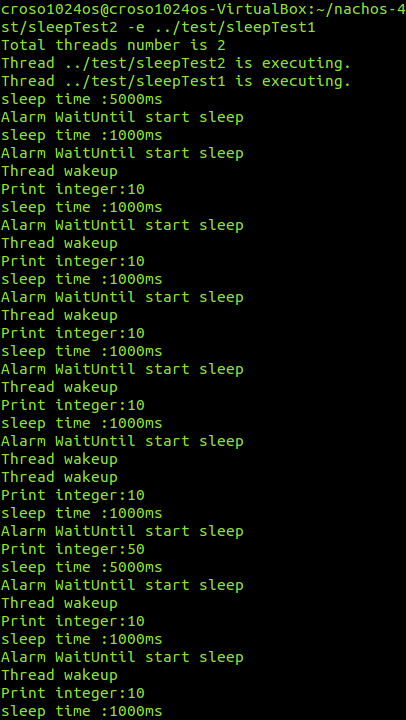 croso1024os@croso1024os-VirtualBox:~/nachos-4
st/sleepTest2 -e ../test/sleepTest1
Total threads number is 2
Thread ../test/sleepTest2 is executing.
Thread ../test/sleepTest1 is executing.
sleep time :5000ms
Alarm WaitUntil start sleep
sleep time :1000ms
Alarm WaitUntil start sleep
Thread wakeup
Print integer:10
sleep time :1000ms
Alarm WaitUntil start sleep
Thread wakeup
Print integer:10
sleep time :1000ms
Alarm WaitUntil start sleep
Thread wakeup
Print integer:10
sleep time :1000ms
Alarm WaitUntil start sleep
Thread wakeup
Print integer:10
sleep time :1000ms
Alarm WaitUntil start sleep
Thread wakeup
Thread wakeup
Print integer:10
sleep time :1000ms
Alarm WaitUntil start sleep
Print integer:50
sleep time :5000ms
Alarm WaitUntil start sleep
Thread wakeup
Print integer:10
sleep time :1000ms
Alarm WaitUntil start sleep
Thread wakeup
Print integer:10
sleep time :1000ms